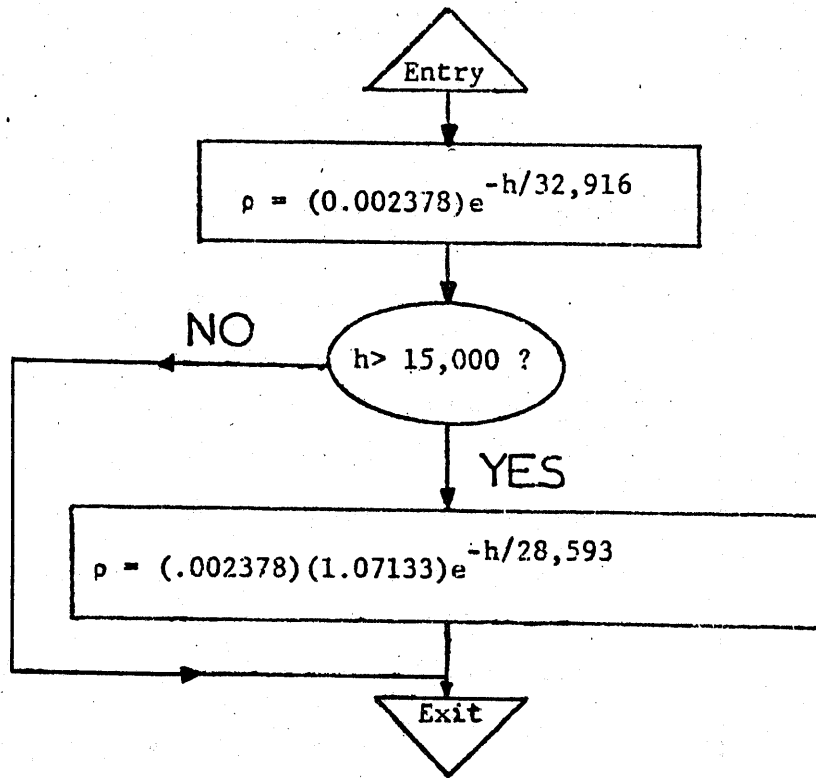 Entry
ρ = (0.002378)e^-h/32,916
h> 15,000 ?
NO
YES
ρ = (.002378)(1.07133)e^-h/28,593
Exit